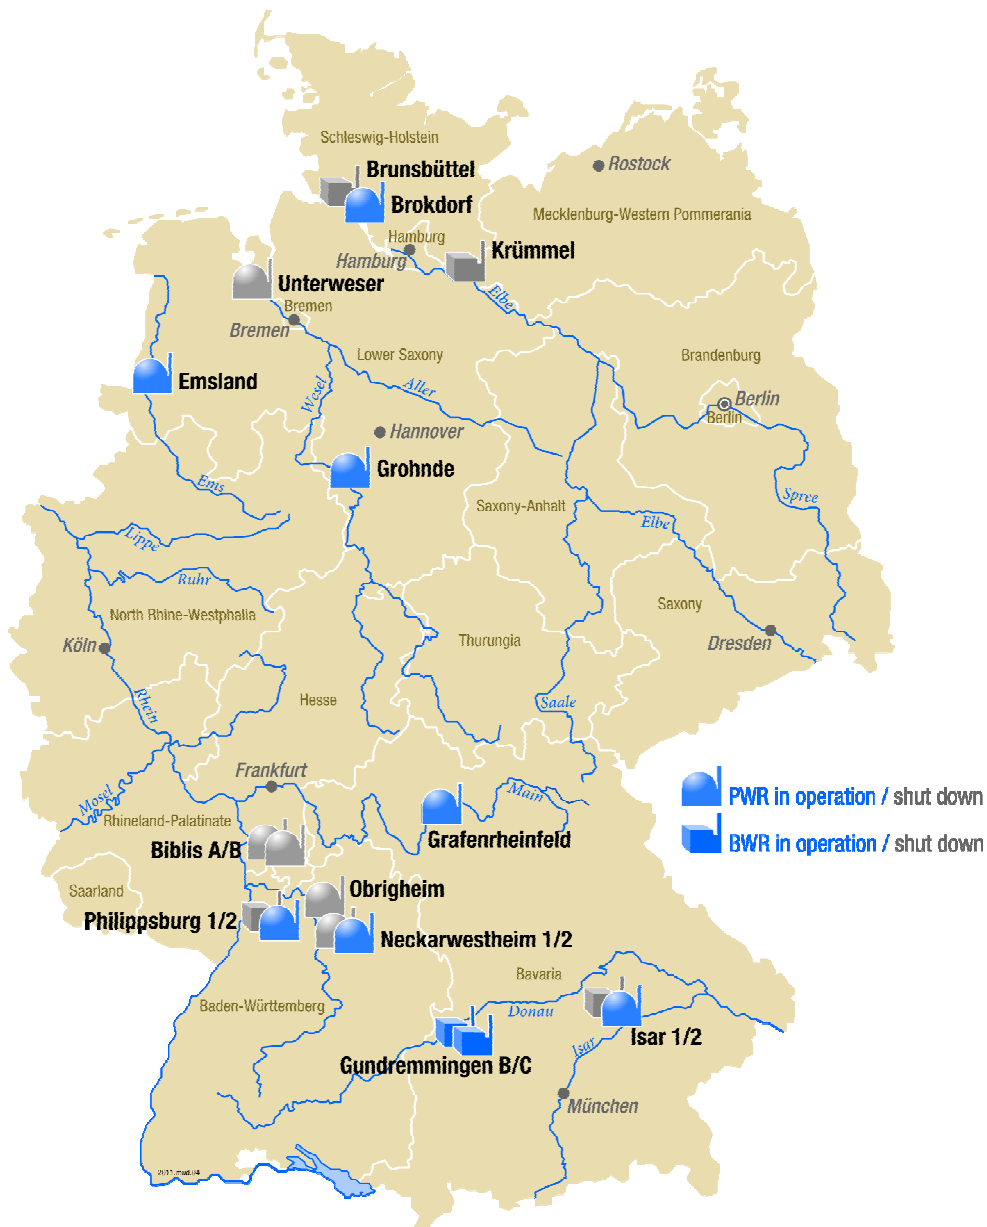 Schleswig-Holstein
Brunsbüttel
Rostock
Brokdorf
Mecklenburg-Western Pommerania
Hamburg
Hamburg
Krümmel
Unterweser
Elbe
Bremen
Bremen
Lower Saxony
Brandenburg
Emsland
Wesel
Aller
Berlin
Berlin
Hannover
Grohnde
Ems
Saxony-Anhalt
Spree
Elbe
Lippe
Ruhr
North Rhine-Westphalia
Saxony
Köln
Thurungia
Dresden
Rhein
Hesse
Saale
Frankfurt
Mosel
Main
PWR in operation / shut down
Rhineland-Palatinate
Grafenrheinfeld
BWR in operation / shut down
Biblis A/B
Saarland
Obrigheim
Philippsburg 1/2
Neckarwestheim 1/2
Bavaria
Baden-Württemberg
Donau
Isar 1/2
Isar
Gundremmingen B/C
München
2011.mud.04